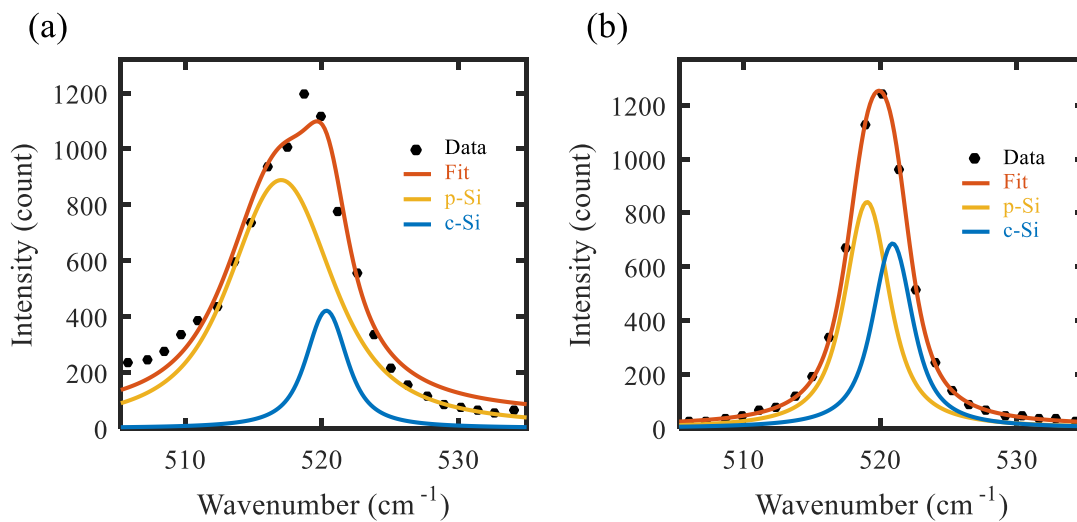 (a)
(b)
1200
1000
800
600
400
200
0
510
520
530
Intensity (count)
Wavenumber (cm⁻¹)
Data
Fit
p-Si
c-Si
1200
1000
800
600
400
200
0
510
520
530
Intensity (count)
Wavenumber (cm⁻¹)
Data
Fit
p-Si
c-Si